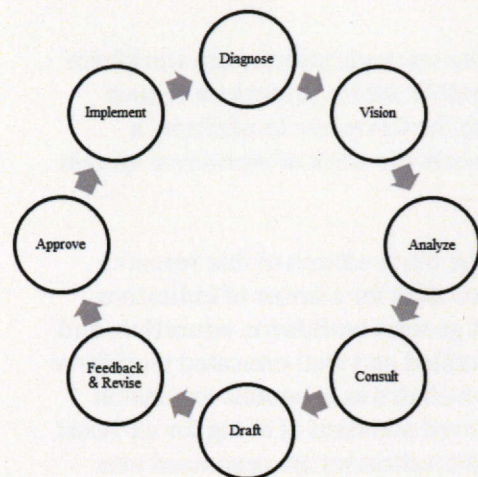 Diagnose
Vision
Analyze
Consult
Draft
Feedback
& Revise
Approve
Implement